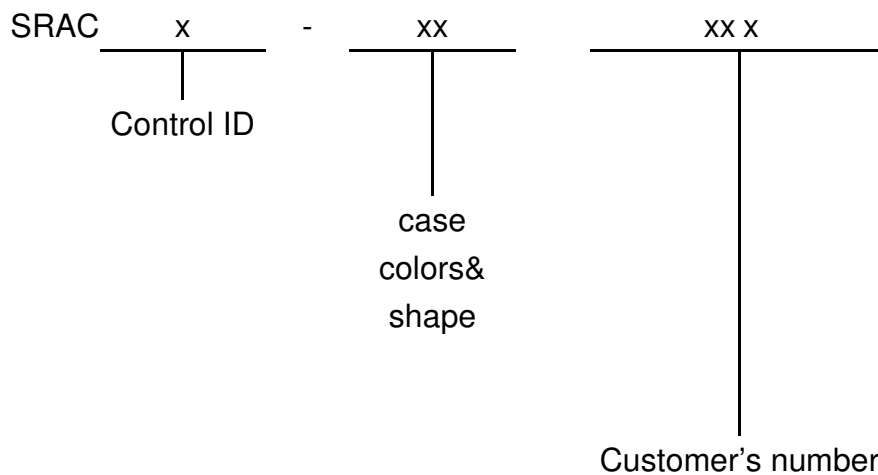 SRAC x - xx xx x
Control ID
case
colors&
shape
Customer's number